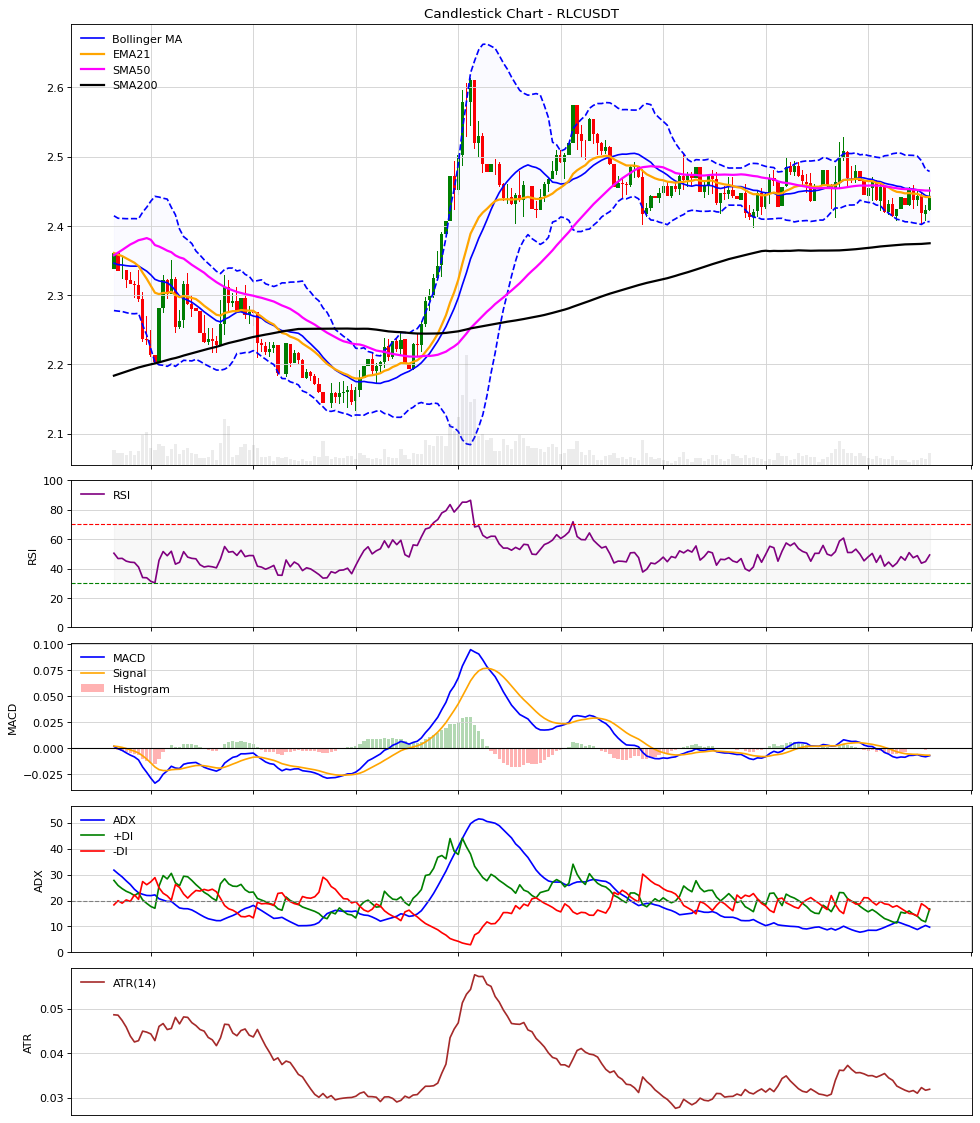 Candlestick Chart - RLCUSDT
Bollinger MA
EMA21
SMA50
SMA200
2.6
2.5
2.4
2.3
2.2
2.1
RSI
RSI
100
80
60
40
20
0
MACD
MACD
Signal
Histogram
0.100
0.075
0.050
0.025
0.000
−0.025
ADX
ADX
+DI
-DI
50
40
30
20
10
0
ATR
ATR(14)
0.05
0.04
0.03